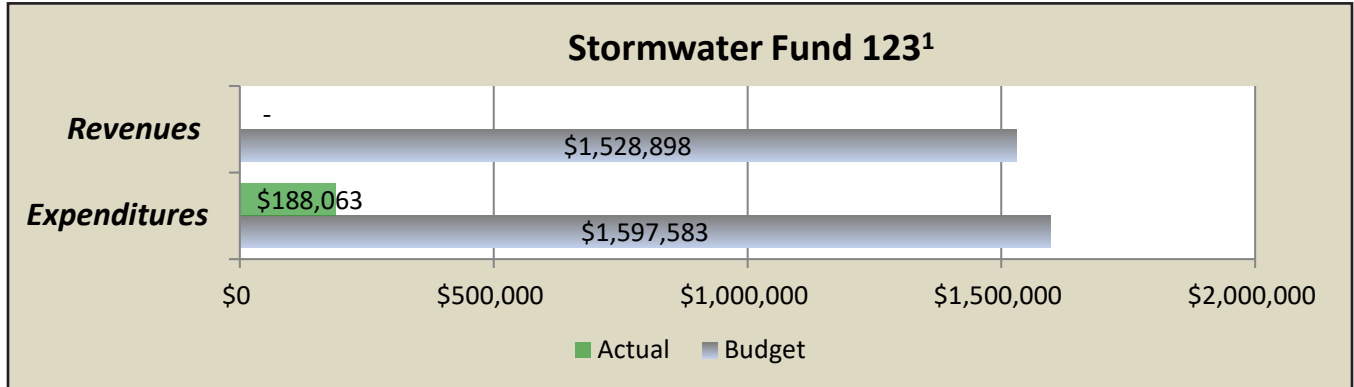 Stormwater Fund 123¹
Revenues
-
$1,528,898
Expenditures
$188,063
$1,597,583
$0 $500,000 $1,000,000 $1,500,000 $2,000,000
Actual Budget